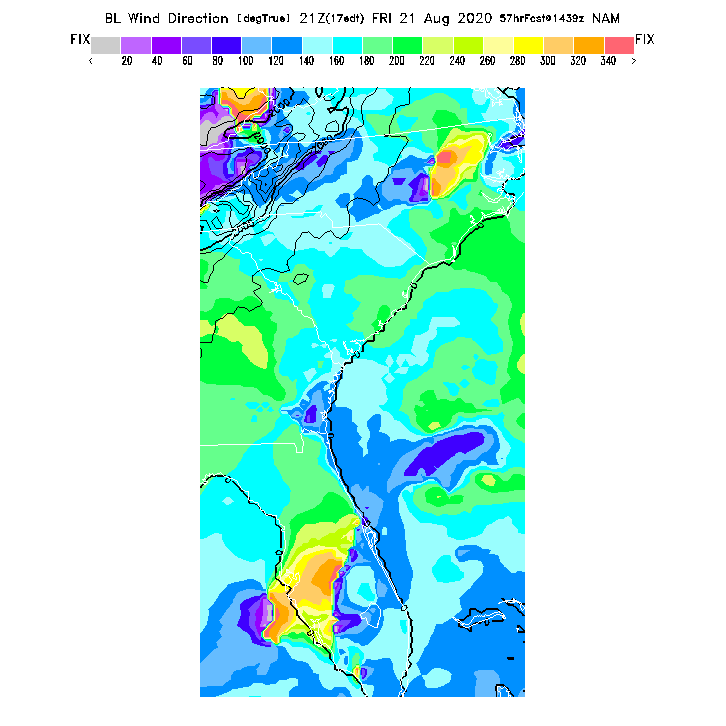 BL Wind Direction [degTrue] 21Z(17edt) FRI 21 Aug 2020 57hrFcst@1439z NAM
FIX FIX
< 20 40 60 80 100 120 140 160 180 200 220 240 260 280 300 320 340 >